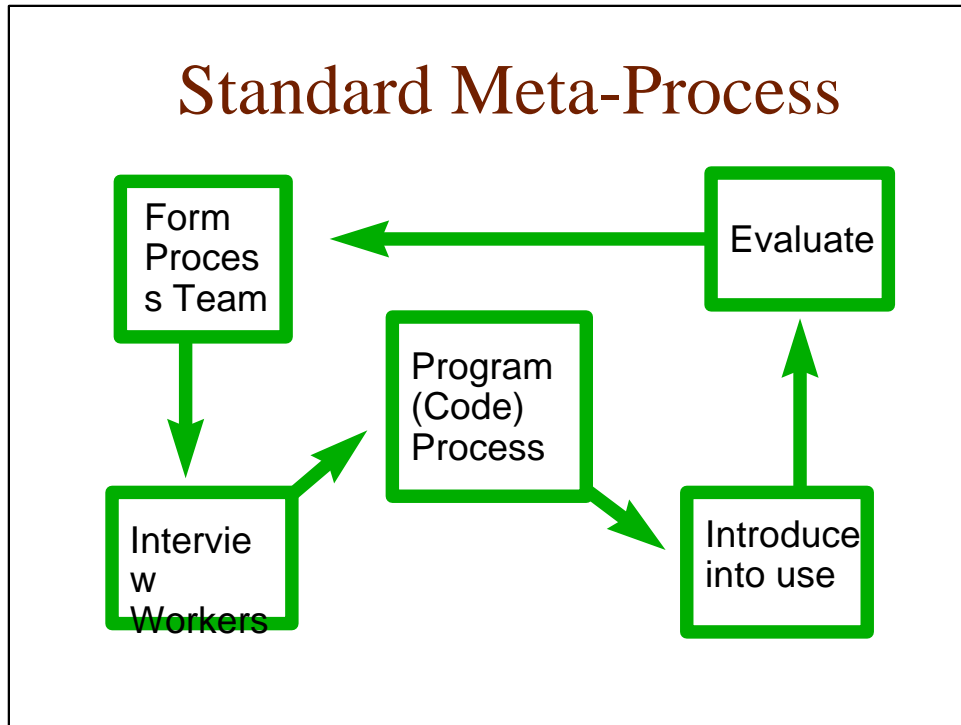 Standard Meta-Process
Form
Proces
s Team
Evaluate
Program
(Code)
Process
Intervie
w
Workers
Introduce
into use